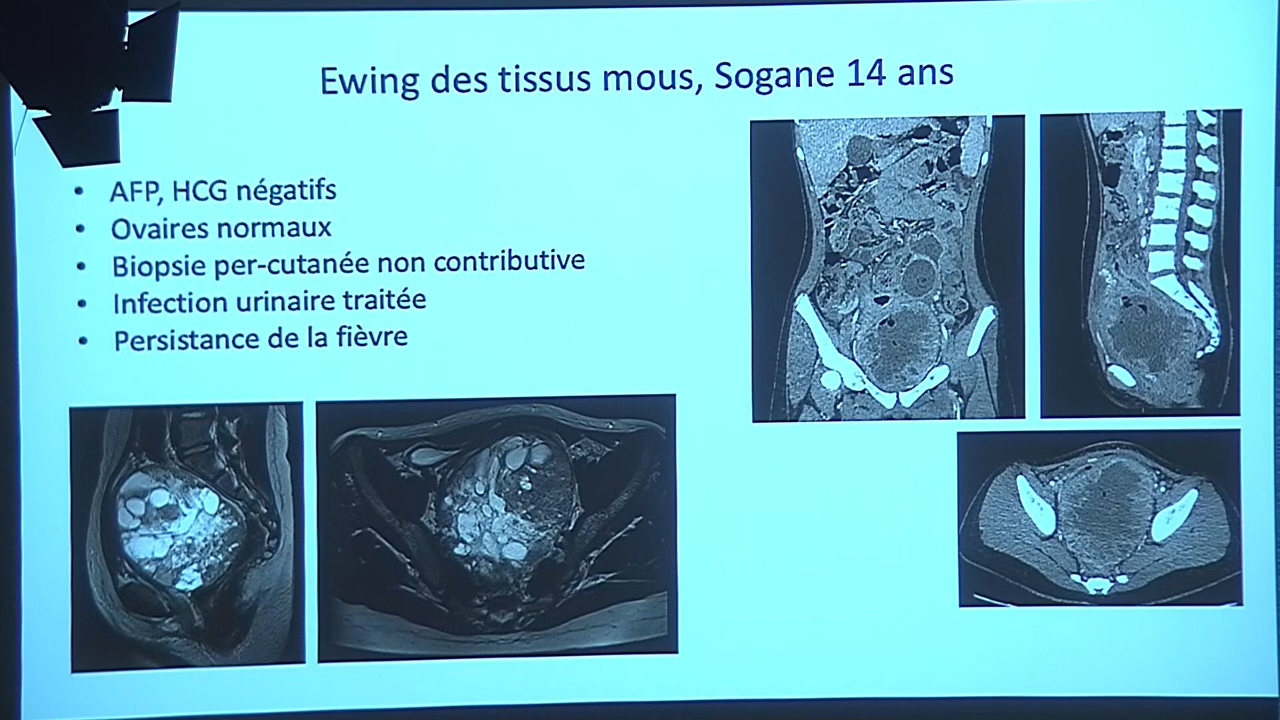 Ewing des tissus mous, Sogane 14 ans
• AFP, HCG négatifs
• Ovaires normaux
• Biopsie per-cutanée non contributive
• Infection urinaire traitée
• Persistance de la fièvre